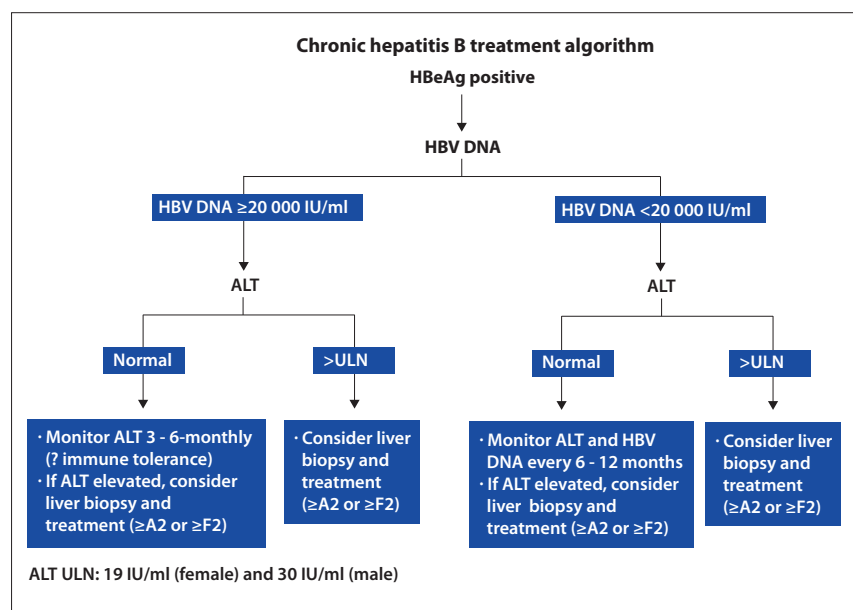 Chronic hepatitis B treatment algorithm
HBeAg positive
HBV DNA
HBV DNA ≥20 000 IU/ml
HBV DNA <20 000 IU/ml
ALT
ALT
Normal
>ULN
Normal
>ULN
· Monitor ALT 3 - 6-monthly
(? immune tolerance)
· If ALT elevated, consider
liver biopsy and
treatment (≥A2 or ≥F2)
· Consider liver
biopsy and
treatment
(≥A2 or ≥F2)
· Monitor ALT and HBV
DNA every 6 - 12 months
· If ALT elevated, consider
liver biopsy and
treatment (≥A2 or ≥F2)
· Consider liver
biopsy and
treatment
(≥A2 or ≥F2)
ALT ULN: 19 IU/ml (female) and 30 IU/ml (male)